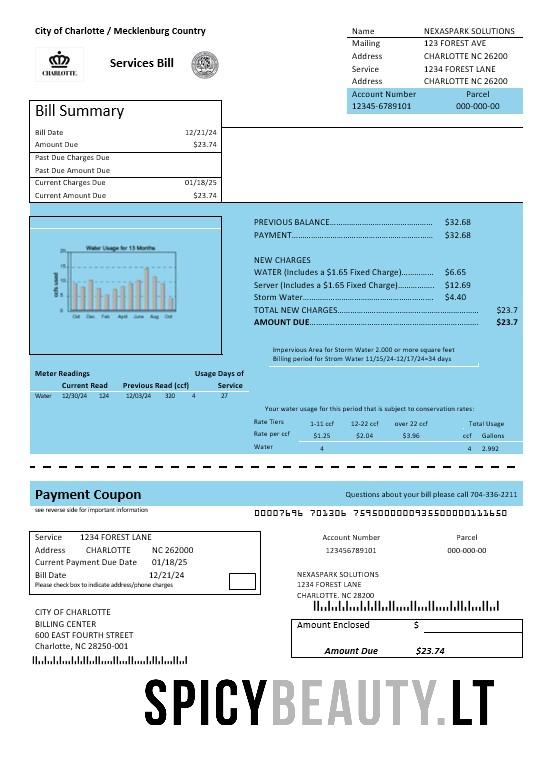 City of Charlotte / Mecklenburg Country
CHARLOTTE.
Services Bill
Name NEXASPARK SOLUTIONS
Mailing 123 FOREST AVE
Address CHARLOTTE NC 26200
Service 1234 FOREST LANE
Address CHARLOTTE NC 26200
Account Number Parcel
12345-6789101 000-000-00
Bill Summary
Bill Date 12/21/24
Amount Due $23.74
Past Due Charges Due
Past Due Amount Due
Current Charges Due 01/18/25
Current Amount Due $23.74
Water Usage for 13 Months
ccfs used
20
15
10
5
0
Oct Dec Feb April June Aug Oct
PREVIOUS BALANCE.......................................... $32.68
PAYMENT......................................................... $32.68
NEW CHARGES
WATER (Includes a $1.65 Fixed Charge)............. $6.65
Server (Includes a $1.65 Fixed Charge).............. $12.69
Storm Water..................................................... $4.40
TOTAL NEW CHARGES.................................................... $23.7
AMOUNT DUE.............................................................. $23.7
Impervious Area for Storm Water 2.000 or more square feet
Billing period for Strom Water 11/15/24-12/17/24=34 days
Meter Readings Usage Days of
Current Read Previous Read (ccf) Service
Water 12/30/24 124 12/03/24 320 4 27
Your water usage for this period that is subject to conservation rates:
Rate Tiers 1-11 ccf 12-22 ccf over 22 ccf Total Usage
Rate per ccf $1.25 $2.04 $3.96 ccf Gallons
Water 4 4 2.992
Payment Coupon
Questions about your bill please call 704-336-2211
see reverse side for important information
Service 1234 FOREST LANE
Address CHARLOTTE NC 262000
Current Payment Due Date 01/18/25
Bill Date 12/21/24
Please check box to indicate address/phone charges
Account Number Parcel
123456789101 000-000-00
NEXASPARK SOLUTIONS
1234 FOREST LANE
CHARLOTTE. NC 28200
CITY OF CHARLOTTE
BILLING CENTER
600 EAST FOURTH STREET
Charlotte, NC 28250-001
Amount Enclosed $
Amount Due $23.74
SPICYBEAUTY.LT